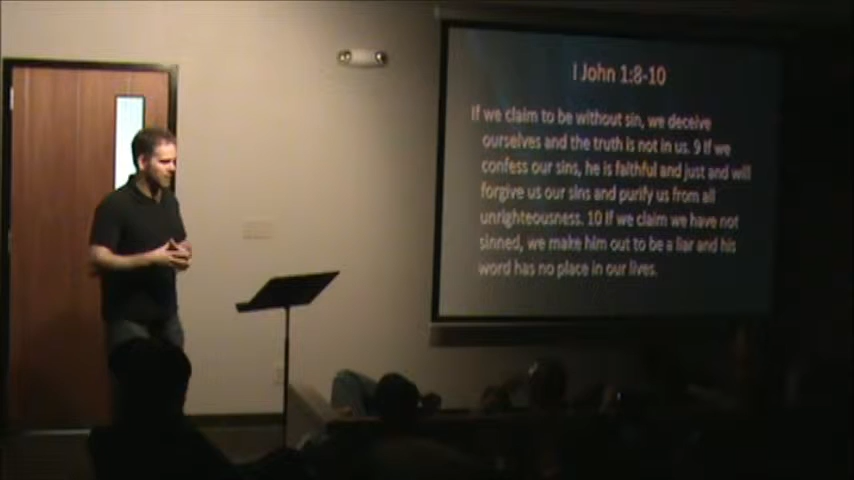 I John 1:8-10
If we claim to be without sin, we deceive
ourselves and the truth is not in us. 9 If we
confess our sins, he is faithful and just and will
forgive us our sins and purify us from all
unrighteousness. 10 If we claim we have not
sinned, we make him out to be a liar and his
word has no place in our lives.